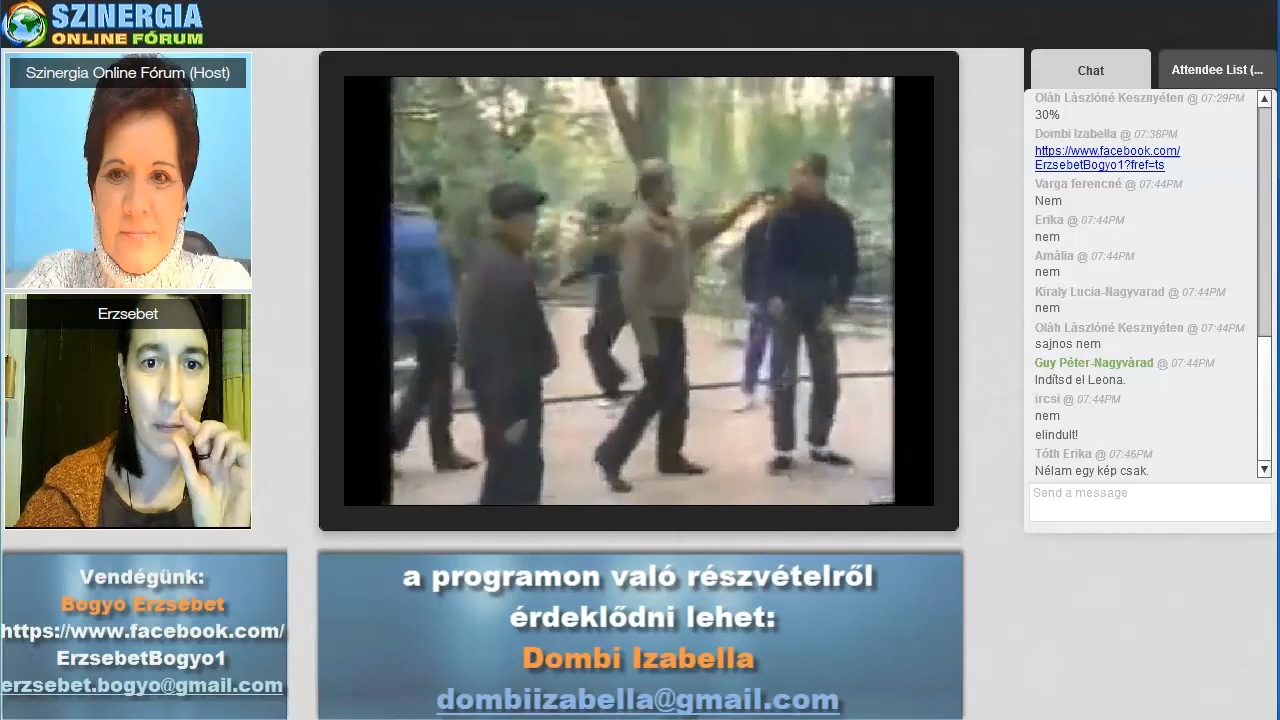 SZINERGIA
ONLINE FÓRUM
Szinergia Online Fórum (Host)
Erzsebet
Vendégünk:
Bogyó Erzsébet
https://www.facebook.com/
ErzsebetBogyo1
erzsebet.bogyo@gmail.com
a programon való részvételről
érdeklődni lehet:
Dombi Izabella
dombiizabella@gmail.com
Chat
Attendee List (...
Oláh Lászlóné Kesznyéten @ 07:29PM
30%
Dombi Izabella @ 07:38PM
https://www.facebook.com/
ErzsebetBogyo1?fref=ts
Varga ferencné @ 07:44PM
Nem
Erika @ 07:44PM
nem
Amália @ 07:44PM
nem
Kiraly Lucia-Nagyvarad @ 07:44PM
nem
Oláh Lászlóné Kesznyéten @ 07:44PM
sajnos nem
Guy Péter-Nagyvárad @ 07:44PM
Indítsd el Leona.
ircsi @ 07:44PM
nem
elindult!
Tóth Erika @ 07:46PM
Nélam egy kép csak.
Send a message